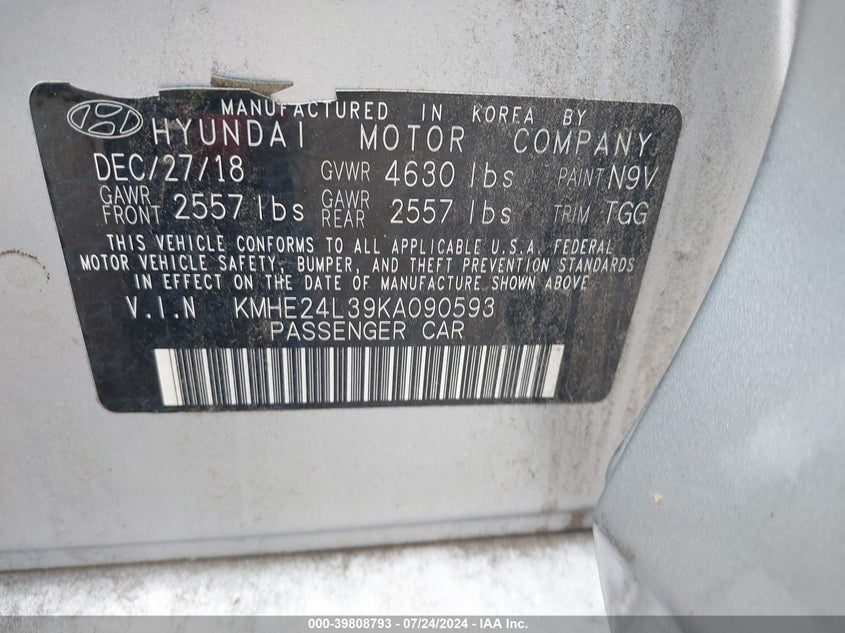 MANUFACTURED IN KOREA BY
HYUNDAI MOTOR COMPANY
DEC/27/18 GVWR 4630 lbs PAINT N9V
GAWR FRONT 2557 lbs GAWR REAR 2557 lbs TRIM TGG
THIS VEHICLE CONFORMS TO ALL APPLICABLE U.S.A. FEDERAL
MOTOR VEHICLE SAFETY, BUMPER, AND THEFT PREVENTION STANDARDS
IN EFFECT ON THE DATE OF MANUFACTURE SHOWN ABOVE.
V.I.N KMHE24L39KA090593
PASSENGER CAR
000-39808793 - 07/24/2024 - IAA Inc.